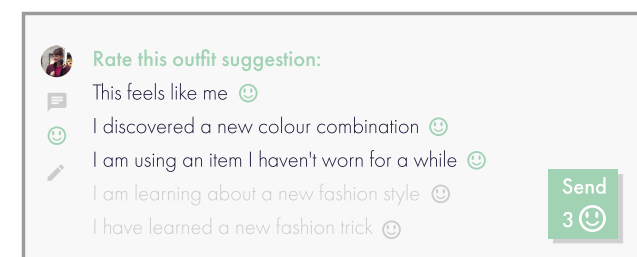 Rate this outfit suggestion:
This feels like me
I discovered a new colour combination
I am using an item I haven't worn for a while
I am learning about a new fashion style
I have learned a new fashion trick
Send
3